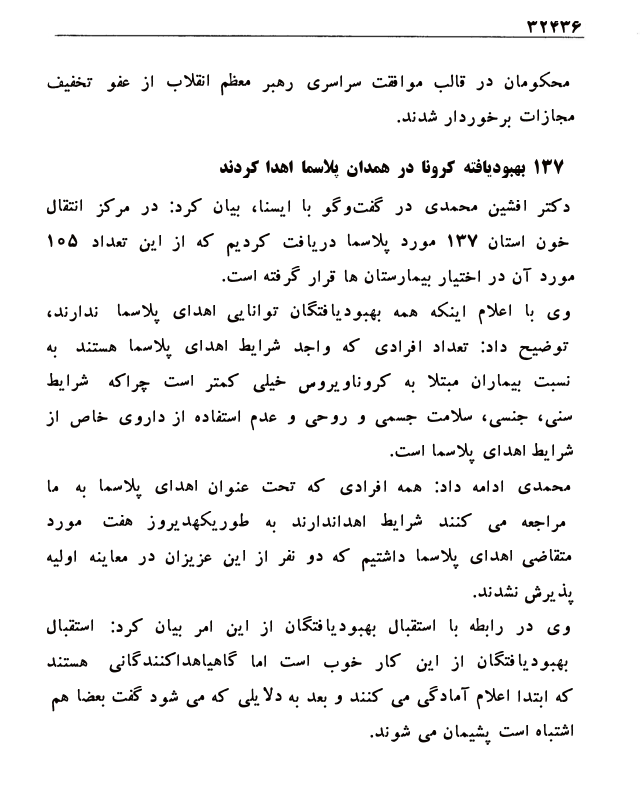 ۳۲۴۳۶
محکومان در قالب موافقت سراسری رهبر معظم انقلاب از عفو تخفیف
مجازات برخوردار شدند.
۱۳۷ بهبودیافته کرونا در همدان پلاسما اهدا کردند
دکتر افشین محمدی در گفت‌وگو با ایسنا، بیان کرد: در مرکز انتقال
خون استان ۱۳۷ مورد پلاسما دریافت کردیم که از این تعداد ۱۰۵
مورد آن در اختیار بیمارستان ها قرار گرفته است.
وی با اعلام اینکه همه بهبودیافتگان توانایی اهدای پلاسما ندارند،
توضیح داد: تعداد افرادی که واجد شرایط اهدای پلاسما هستند به
نسبت بیماران مبتلا به کروناویروس خیلی کمتر است چراکه شرایط
سنی، جنسی، سلامت جسمی و روحی و عدم استفاده از داروی خاص از
شرایط اهدای پلاسما است.
محمدی ادامه داد: همه افرادی که تحت عنوان اهدای پلاسما به ما
مراجعه می کنند شرایط اهداندارند به طوریکهدیروز هفت مورد
متقاضی اهدای پلاسما داشتیم که دو نفر از این عزیزان در معاینه اولیه
پذیرش نشدند.
وی در رابطه با استقبال بهبودیافتگان از این امر بیان کرد: استقبال
بهبودیافتگان از این کار خوب است اما گاهیاهداکنندگانی هستند
که ابتدا اعلام آمادگی می کنند و بعد به دلایلی که می شود گفت بعضا هم
اشتباه است پشیمان می شوند.